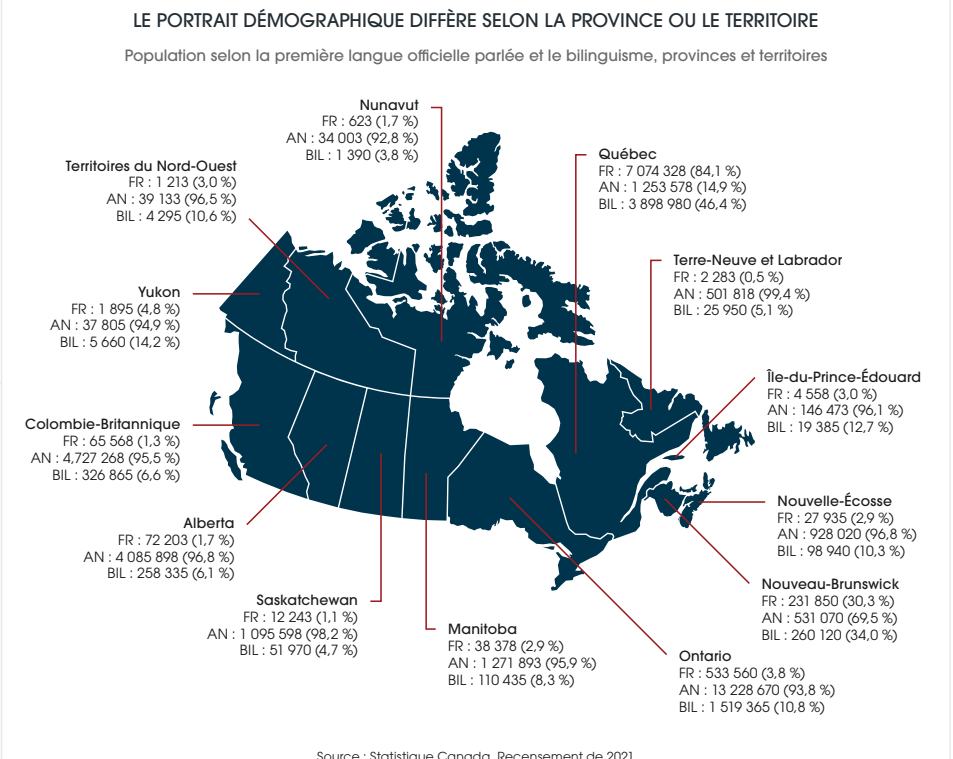 LE PORTRAIT DÉMOGRAPHIQUE DIFFÈRE SELON LA PROVINCE OU LE TERRITOIRE
Population selon la première langue officielle parlée et le bilinguisme, provinces et territoires
Nunavut
FR : 623 (1,7 %)
AN : 34 003 (92,8 %)
BIL : 1 390 (3,8 %)
Territoires du Nord-Ouest
FR : 1 213 (3,0 %)
AN : 39 133 (96,5 %)
BIL : 4 295 (10,6 %)
Yukon
FR : 1 895 (4,8 %)
AN : 37 805 (94,9 %)
BIL : 5 660 (14,2 %)
Colombie-Britannique
FR : 65 568 (1,3 %)
AN : 4,727 268 (95,5 %)
BIL : 326 865 (6,6 %)
Alberta
FR : 72 203 (1,7 %)
AN : 4 085 898 (96,8 %)
BIL : 258 335 (6,1 %)
Saskatchewan
FR : 12 243 (1,1 %)
AN : 1 095 598 (98,2 %)
BIL : 51 970 (4,7 %)
Manitoba
FR : 38 378 (2,9 %)
AN : 1 271 893 (95,9 %)
BIL : 110 435 (8,3 %)
Ontario
FR : 533 560 (3,8 %)
AN : 13 228 670 (93,8 %)
BIL : 1 519 365 (10,8 %)
Québec
FR : 7 074 328 (84,1 %)
AN : 1 253 578 (14,9 %)
BIL : 3 898 980 (46,4 %)
Terre-Neuve et Labrador
FR : 2 283 (0,5 %)
AN : 501 818 (99,4 %)
BIL : 25 950 (5,1 %)
Île-du-Prince-Édouard
FR : 4 558 (3,0 %)
AN : 146 473 (96,1 %)
BIL : 19 385 (12,7 %)
Nouvelle-Écosse
FR : 27 935 (2,9 %)
AN : 928 020 (96,8 %)
BIL : 98 940 (10,3 %)
Nouveau-Brunswick
FR : 231 850 (30,3 %)
AN : 531 070 (69,5 %)
BIL : 260 120 (34,0 %)
Source : Statistique Canada, Recensement de 2021